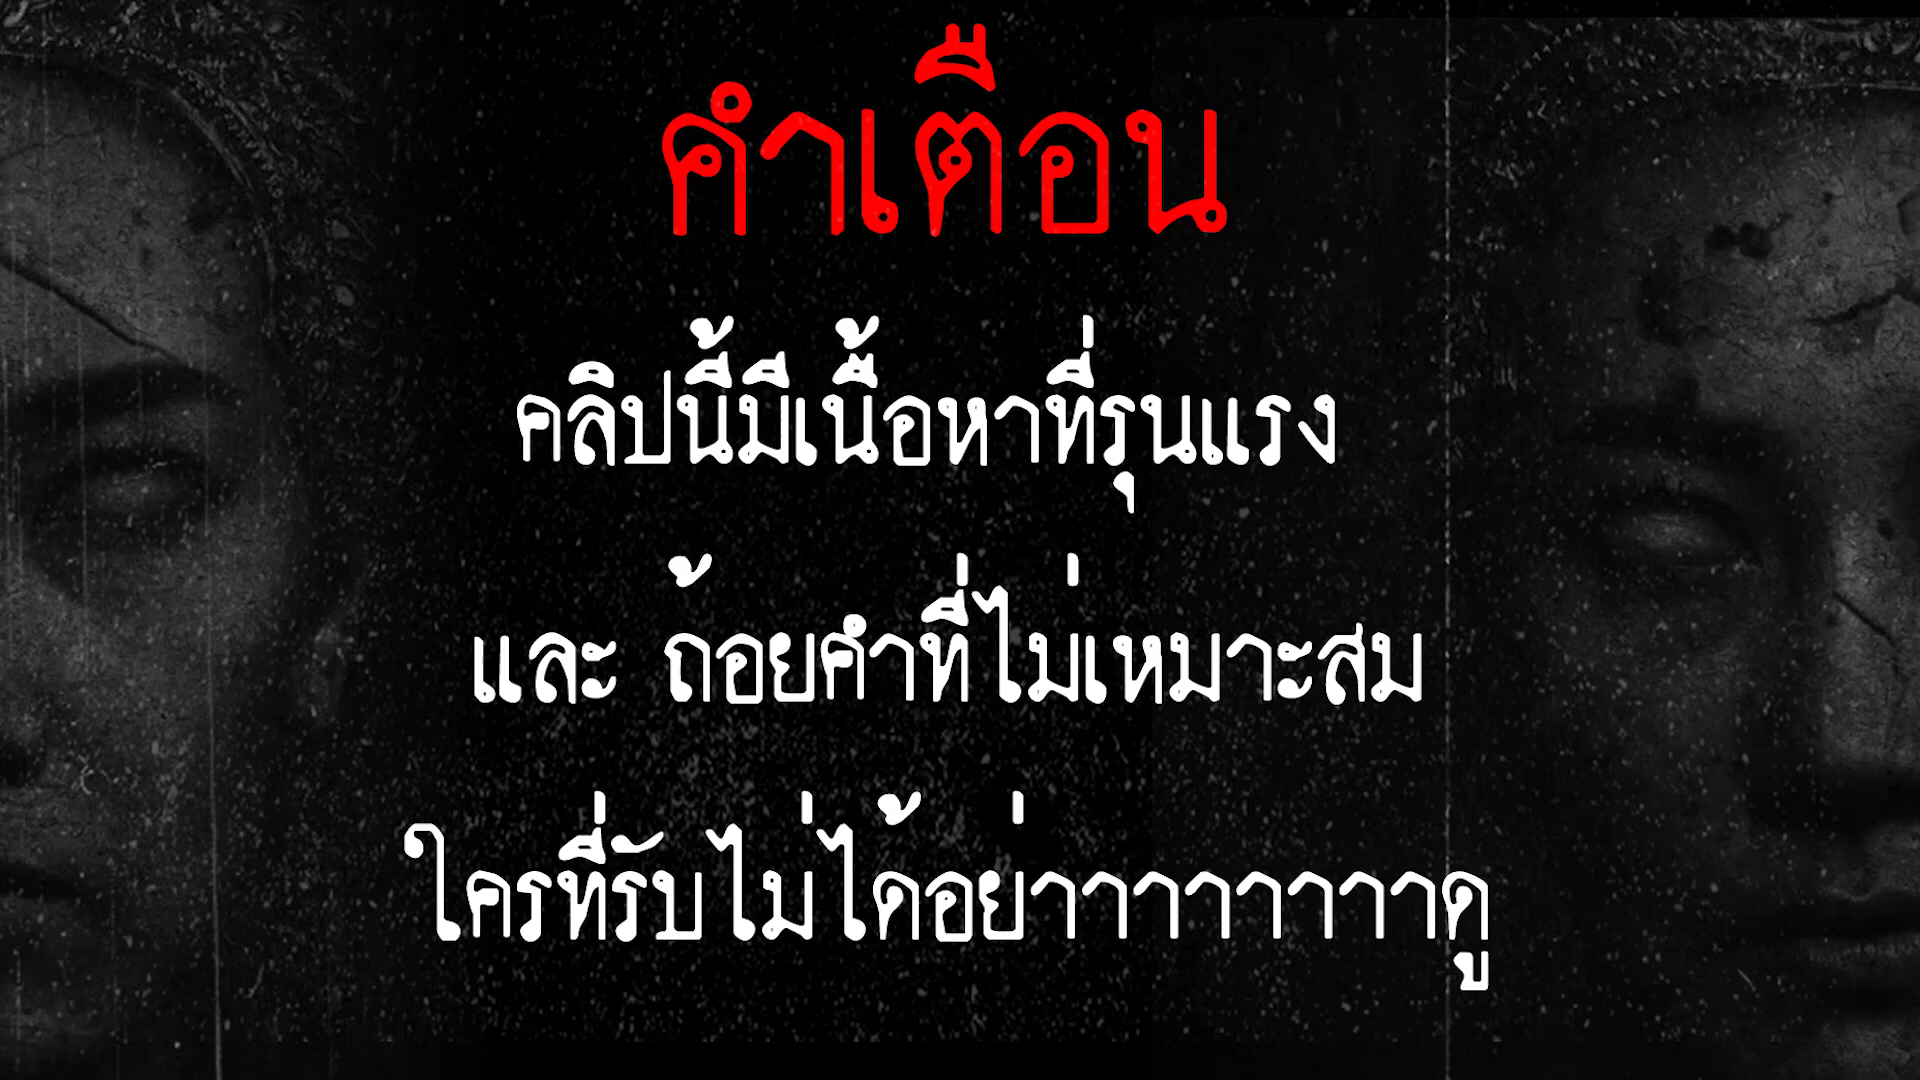 คำเตือน
คลิปนี้มีเนื้อหาที่รุนแรง
และ ถ้อยคำที่ไม่เหมาะสม
ใครที่รับไม่ได้อย่าาาาาาาาาดู